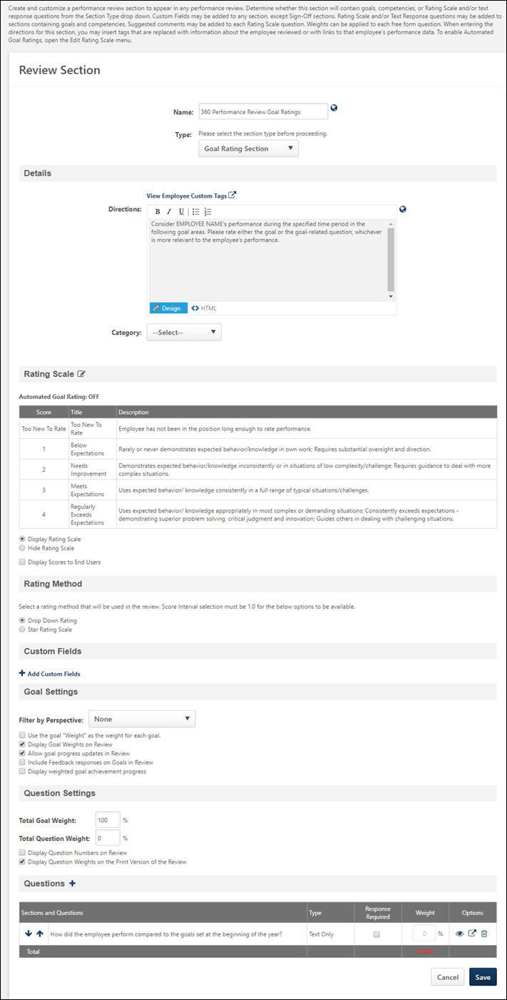 Create and customize a performance review section to appear in any performance review. Determine whether this section will contain goals, competencies, or Rating Scale and/or text
response questions from the Section Type drop down. Custom Fields may be added to any section, except Sign-Off sections. Rating Scale and/or Text Response questions may be added to
sections containing goals and competencies. Suggested comments may be added to each Rating Scale question. Weights can be applied to each free form question. When entering the
directions for this section, you may insert tags that are replaced with information about the employee reviewed or with links to that employee's performance data. To enable Automated
Goal Ratings, open the Edit Rating Scale menu.
Review Section
Name: 360 Performance Review Goal Ratings
Type: Please select the section type before proceeding.
Goal Rating Section
Details
View Employee Custom Tags
Directions:
B I U
Consider EMPLOYEE NAME's performance during the specified time period in the
following goal areas. Please rate either the goal or the goal-related question, whichever
is more relevant to the employee's performance.
Design <> HTML
Category: --Select--
Rating Scale
Automated Goal Rating: OFF
Score Title Description
Too New To Rate Too New To Rate Employee has not been in the position long enough to rate performance.
1 Below Expectations Rarely or never demonstrates expected behavior/knowledge in own work; Requires substantial oversight and direction.
2 Needs Improvement Demonstrates expected behavior/knowledge inconsistently or in situations of low complexity/challenge; Requires guidance to deal with more
complex situations.
3 Meets Expectations Uses expected behavior/ knowledge consistently in a full range of typical situations/challenges.
4 Regularly Exceeds Expectations Uses expected behavior/ knowledge appropriately in most complex or demanding situations; Consistently exceeds expectations -
demonstrating superior problem solving, critical judgment and innovation; Guides others in dealing with challenging situations.
Display Rating Scale
Hide Rating Scale
Display Scores to End Users
Rating Method
Select a rating method that will be used in the review. Score Interval selection must be 1.0 for the below options to be available.
Drop Down Rating
Star Rating Scale
Custom Fields
+ Add Custom Fields
Goal Settings
Filter by Perspective: None
Use the goal "Weight" as the weight for each goal.
Display Goal Weights on Review
Allow goal progress updates in Review
Include Feedback responses on Goals in Review
Display weighted goal achievement progress
Question Settings
Total Goal Weight: 100 %
Total Question Weight: 0 %
Display Question Numbers on Review
Display Question Weights on the Print Version of the Review
Questions +
Sections and Questions Type Response Required Weight Options
How did the employee perform compared to the goals set at the beginning of the year? Text Only 0 %
Total 0.00%
Cancel Save